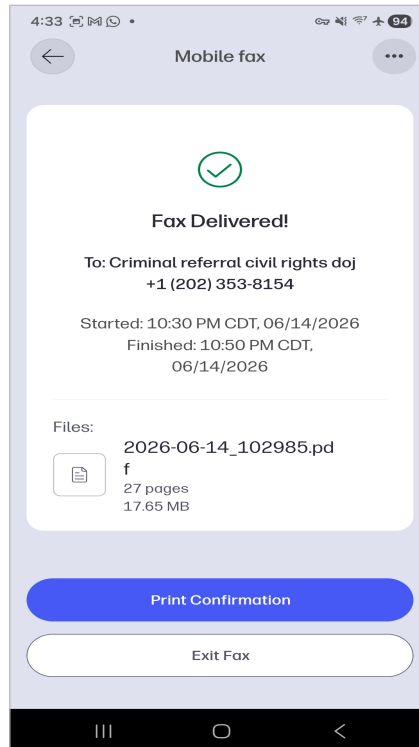 4:33
94
Mobile fax
Fax Delivered!
To: Criminal referral civil rights doj
+1 (202) 353-8154
Started: 10:30 PM CDT, 06/14/2026
Finished: 10:50 PM CDT,
06/14/2026
Files:
2026-06-14_102985.pd
f
27 pages
17.65 MB
Print Confirmation
Exit Fax